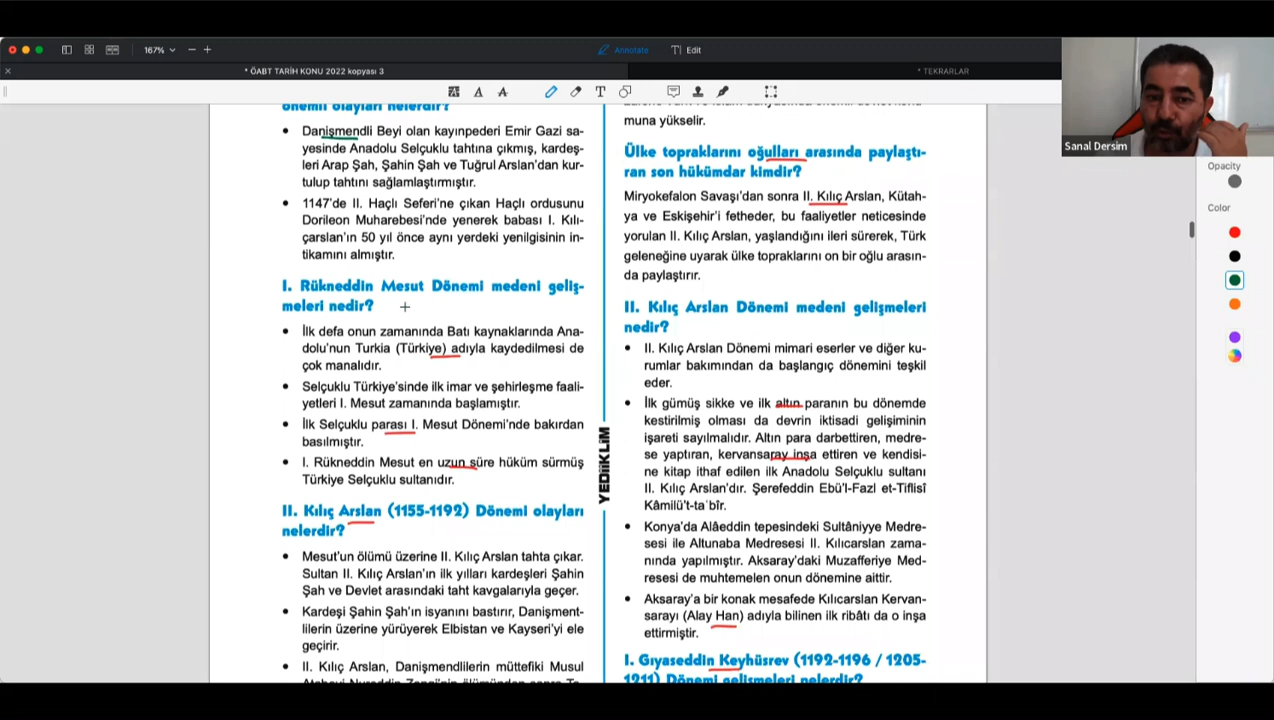 167%
Annotate
Edit
* ÖABT TARİH KONU 2022 kopyası 3
* TEKRARLAR
Sanal Dersim
Opacity
Color
önemli olayları nelerdir?
Danişmendli Beyi olan kayınpederi Emir Gazi sa-
yesinde Anadolu Selçuklu tahtına çıkmış, kardeş-
leri Arap Şah, Şahin Şah ve Tuğrul Arslan'dan kur-
tulup tahtını sağlamlaştırmıştır.
1147'de II. Haçlı Seferi'ne çıkan Haçlı ordusunu
Dorileon Muharebesi'nde yenerek babası I. Kılı-
çarslan'ın 50 yıl önce aynı yerdeki yenilgisinin in-
tikamını almıştır.
I. Rükneddin Mesut Dönemi medeni geliş-
meleri nedir?
İlk defa onun zamanında Batı kaynaklarında Ana-
dolu'nun Turkia (Türkiye) adıyla kaydedilmesi de
çok manalıdır.
Selçuklu Türkiye'sinde ilk imar ve şehirleşme faali-
yetleri I. Mesut zamanında başlamıştır.
İlk Selçuklu parası I. Mesut Dönemi'nde bakırdan
basılmıştır.
I. Rükneddin Mesut en uzun süre hüküm sürmüş
Türkiye Selçuklu sultanıdır.
II. Kılıç Arslan (1155-1192) Dönemi olayları
nelerdir?
Mesut'un ölümü üzerine II. Kılıç Arslan tahta çıkar.
Sultan II. Kılıç Arslan'ın ilk yılları kardeşleri Şahin
Şah ve Devlet arasındaki taht kavgalarıyla geçer.
Kardeşi Şahin Şah'ın isyanını bastırır, Danişment-
lilerin üzerine yürüyerek Elbistan ve Kayseri'yi ele
geçirir.
II. Kılıç Arslan, Danişmendlilerin müttefiki Musul
Atabeyi Nureddin Zengi'nin ölümünden sonra
YEDİİKLİM
muna yükselir.
Ülke topraklarını oğulları arasında paylaştı-
ran son hükümdar kimdir?
Miryokefalon Savaşı'dan sonra II. Kılıç Arslan, Kütah-
ya ve Eskişehir'i fetheder, bu faaliyetler neticesinde
yorulan II. Kılıç Arslan, yaşlandığını ileri sürerek, Türk
geleneğine uyarak ülke topraklarını on bir oğlu arasın-
da paylaştırır.
II. Kılıç Arslan Dönemi medeni gelişmeleri
nedir?
II. Kılıç Arslan Dönemi mimari eserler ve diğer ku-
rumlar bakımından da başlangıç dönemini teşkil
eder.
İlk gümüş sikke ve ilk altın paranın bu dönemde
kestirilmiş olması da devrin iktisadi gelişiminin
işareti sayılmalıdır. Altın para darbettiren, medre-
se yaptıran, kervansaray inşa ettiren ve kendisi-
ne kitap ithaf edilen ilk Anadolu Selçuklu sultanı
II. Kılıç Arslan'dır. Şerefeddin Ebü'l-Fazl et-Tiflisî
Kâmilü't-ta'bîr.
Konya'da Alâeddin tepesindeki Sultâniyye Medre-
sesi ile Altunaba Medresesi II. Kılıcarslan zama-
nında yapılmıştır. Aksaray'daki Muzafferiye Med-
resesi de muhtemelen onun dönemine aittir.
Aksaray'a bir konak mesafede Kılıcarslan Kervan-
sarayı (Alay Han) adıyla bilinen ilk ribâtı da o inşa
ettirmiştir.
I. Gıyaseddin Keyhüsrev (1192-1196 / 1205-
1211) Dönemi gelişmeleri nelerdir?